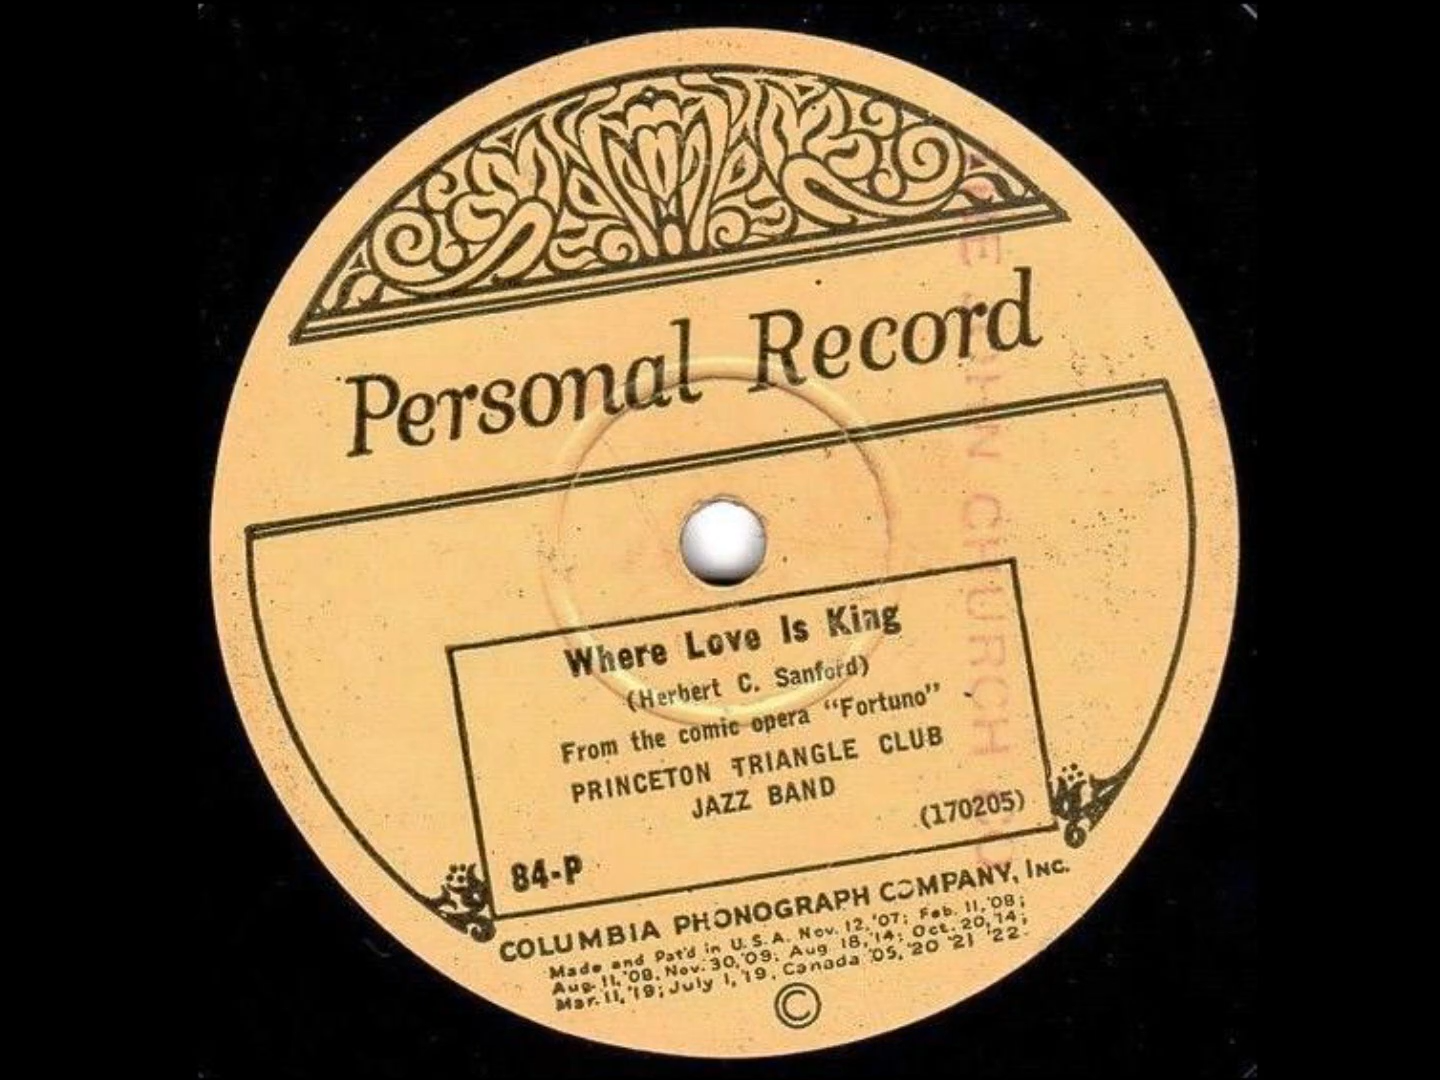 Personal Record
Where Love Is King
(Herbert C. Sanford)
From the comic opera “Fortuno”
PRINCETON TRIANGLE CLUB
JAZZ BAND
(170205)
84-P
COLUMBIA PHONOGRAPH COMPANY, INC.
Made and Pat'd in U.S.A. Nov. 12,'07; Feb. 11,'08;
Aug. 11,'08, Nov. 30,'09; Aug 18,'14; Oct. 20,'14;
Mar. 11,'19; July 1,'19, Canada '05, '20 '21 '22.
©
JOHN CHURCH CO